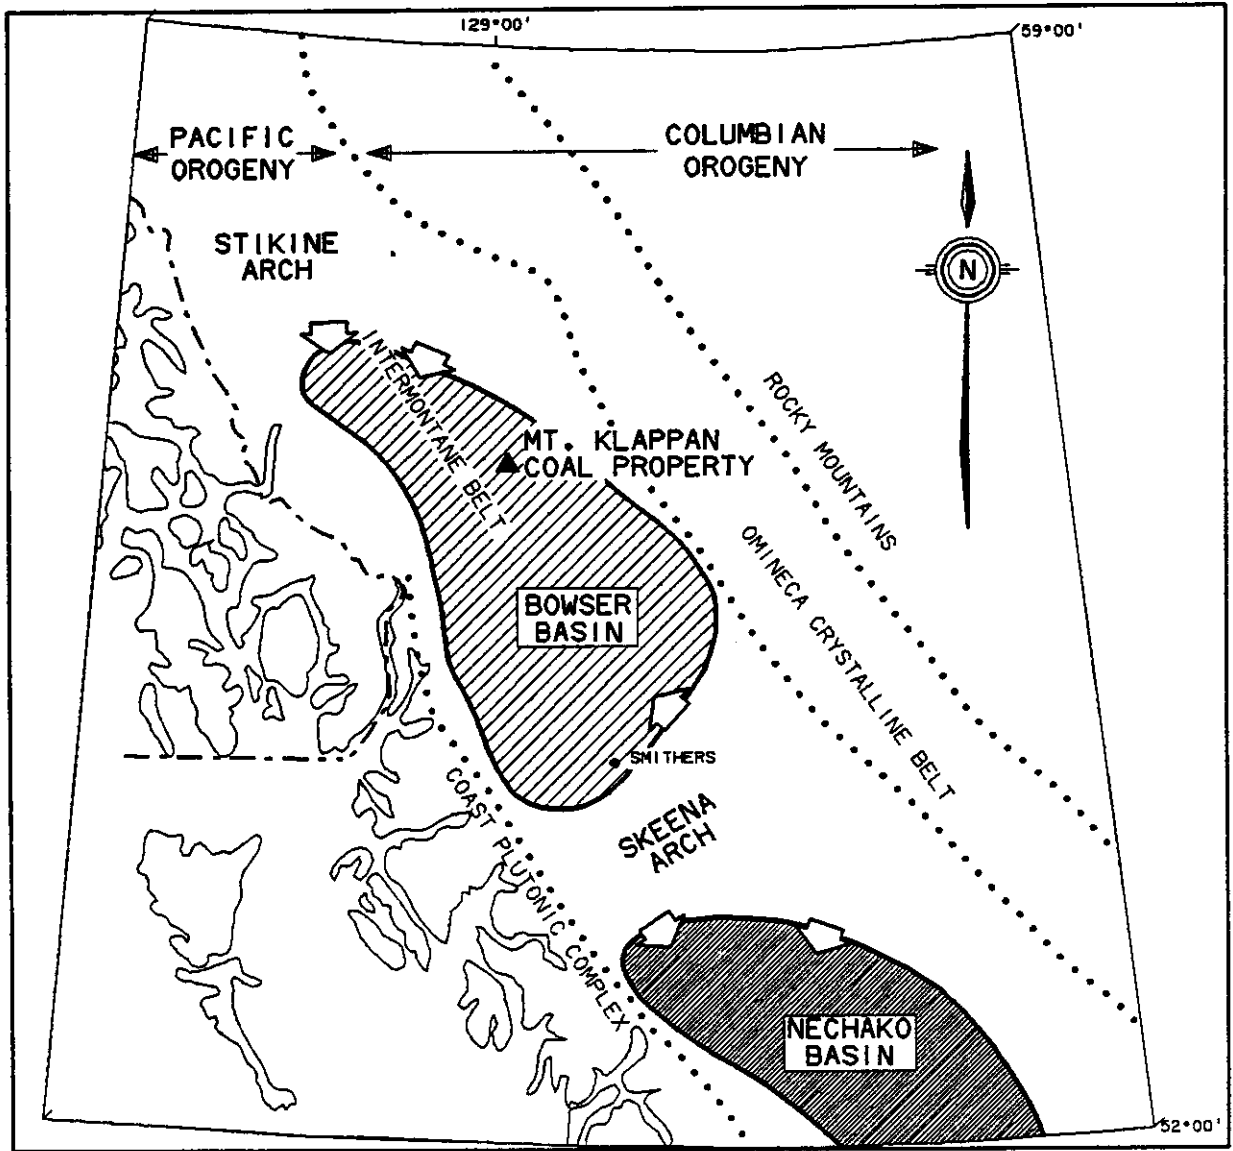 129°00'
59°00'
PACIFIC
OROGENY
COLUMBIAN
OROGENY
STIKINE
ARCH
N
INTERMONTANE BELT
ROCKY MOUNTAINS
MT. KLAPPAN
COAL PROPERTY
OMINECA CRYSTALLINE BELT
BOWSER
BASIN
SMITHERS
COAST PLUTONIC COMPLEX
SKEENA
ARCH
NECHAKO
BASIN
52°00'